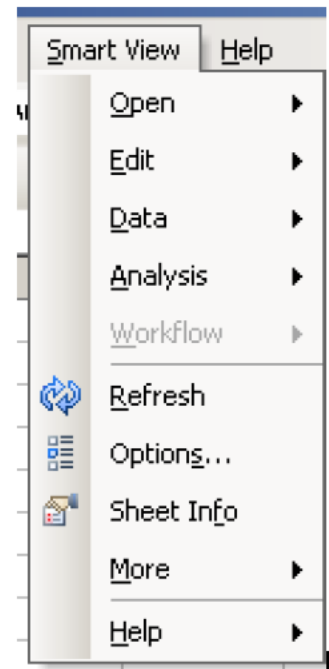 Smart View Help
Open
Edit
Data
Analysis
Workflow
Refresh
Options...
Sheet Info
More
Help